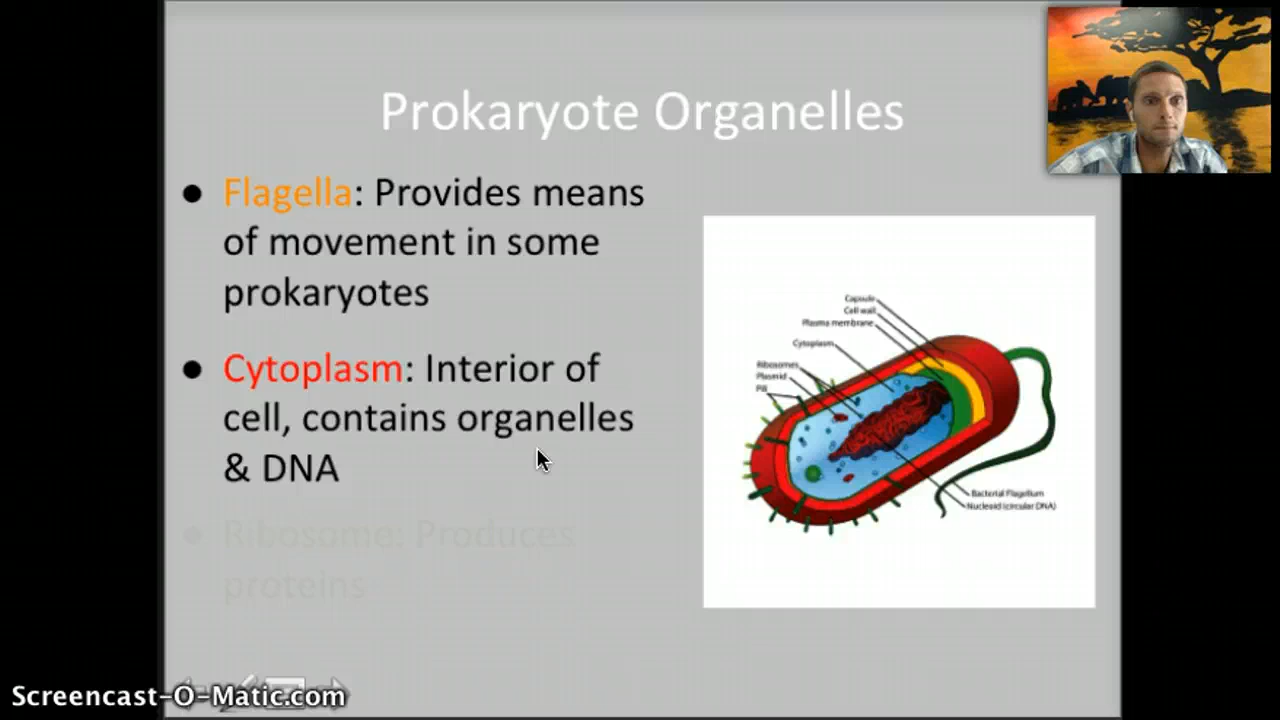 Prokaryote Organelles
● Flagella: Provides means
of movement in some
prokaryotes
● Cytoplasm: Interior of
cell, contains organelles
& DNA
● Ribosome: Produces
proteins
Capsule
Cell wall
Plasma membrane
Cytoplasm
Ribosomes
Plasmid
Pili
Bacterial Flagellum
Nucleoid (circular DNA)
Screencast-O-Matic.com